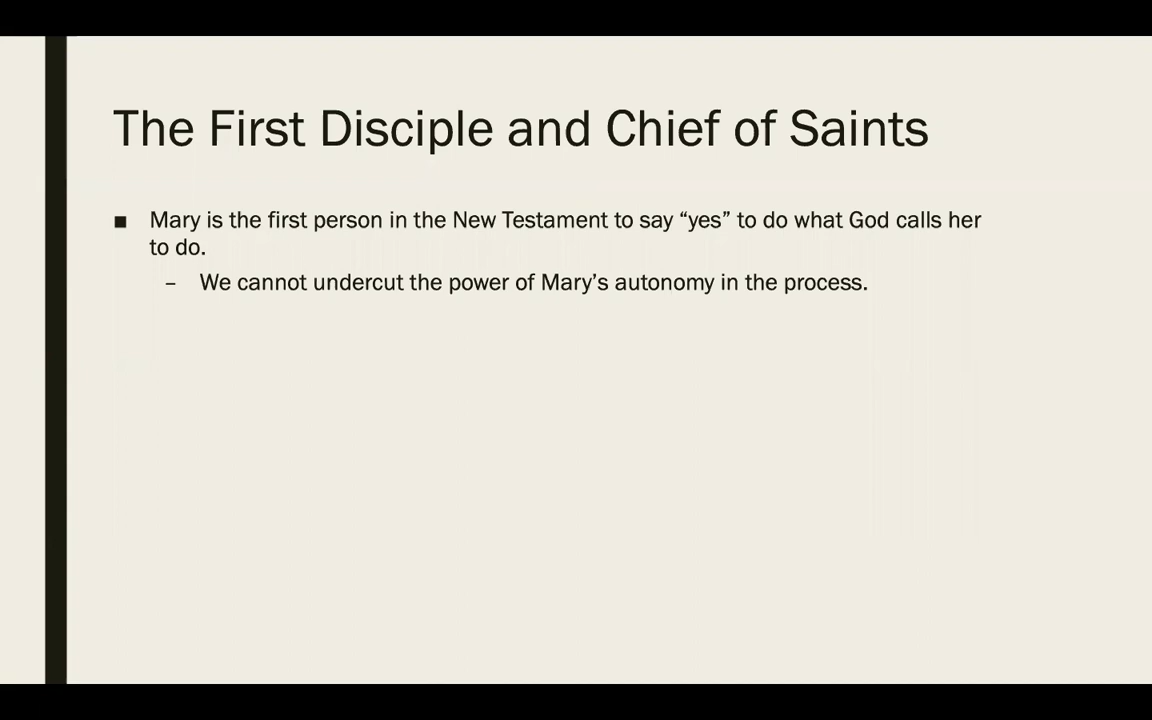 The First Disciple and Chief of Saints
■ Mary is the first person in the New Testament to say “yes” to do what God calls her
to do.
– We cannot undercut the power of Mary’s autonomy in the process.